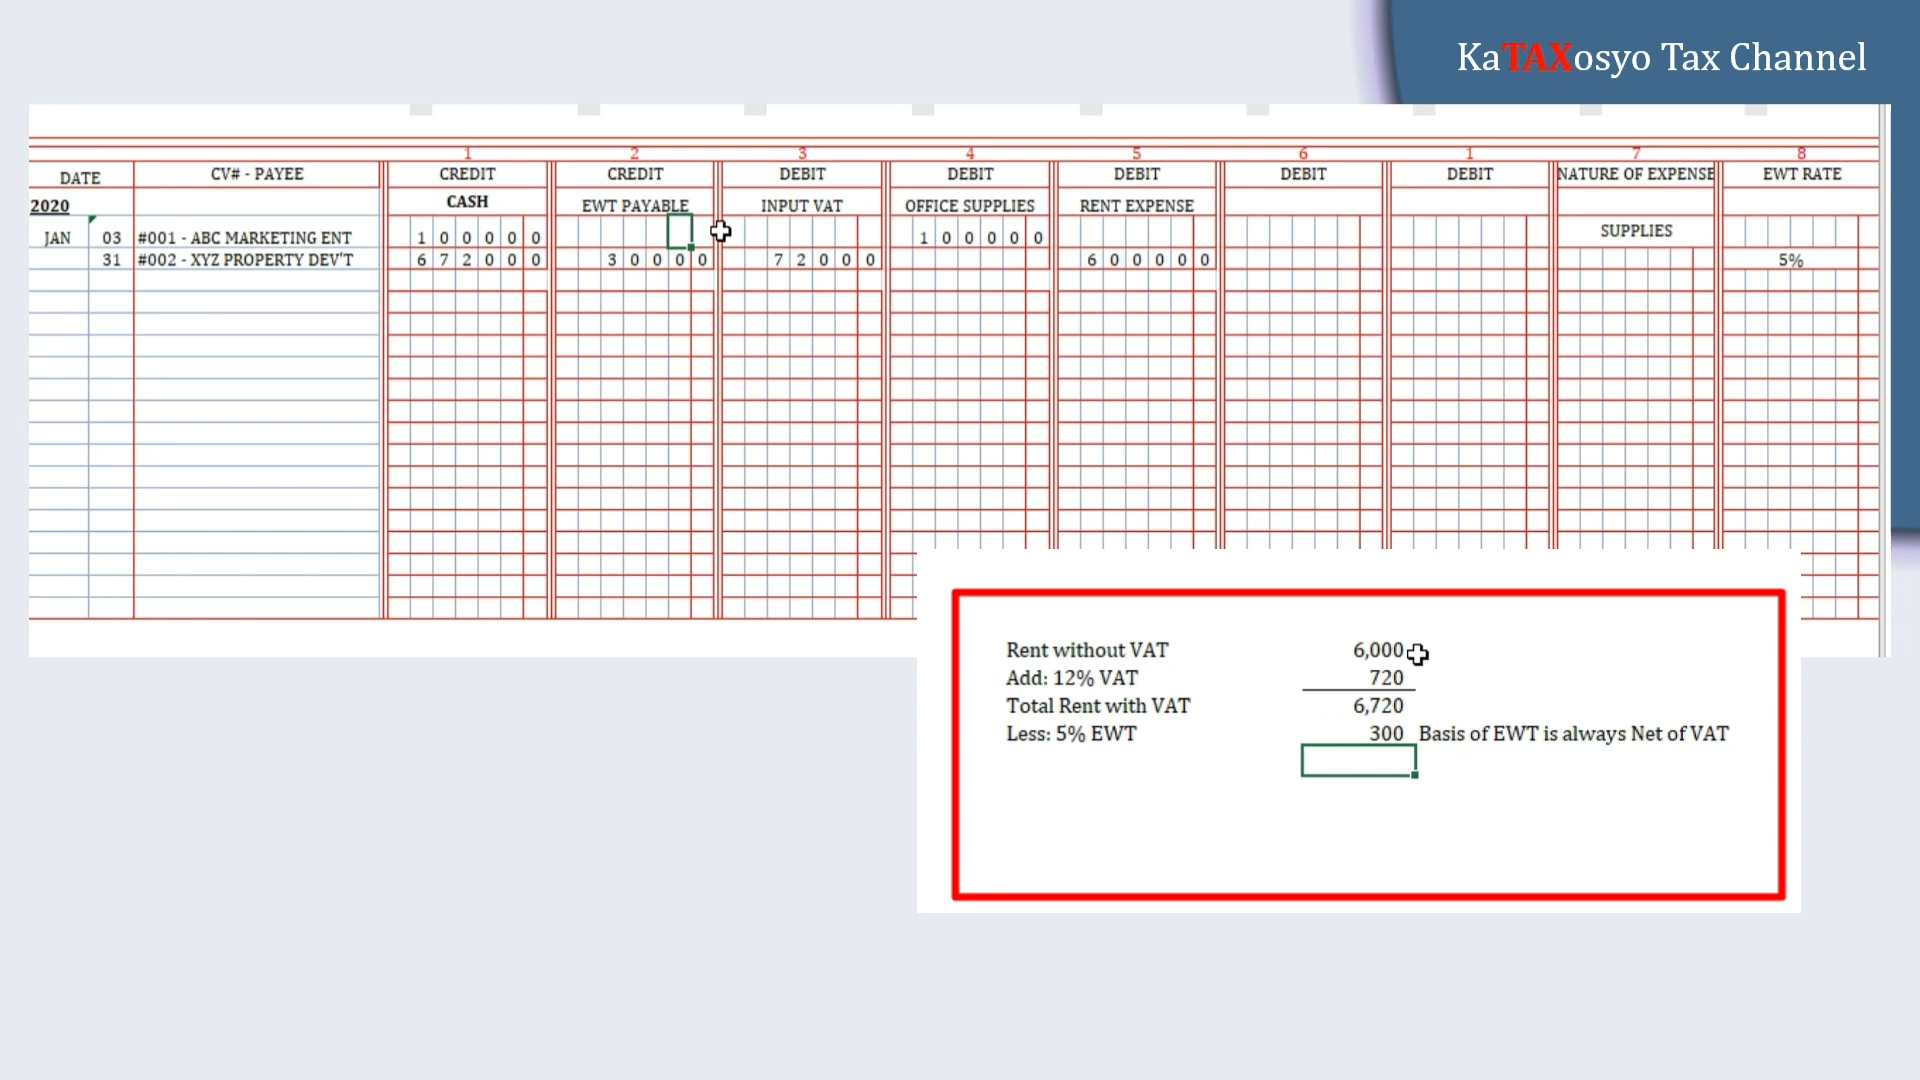 KaTAXosyo Tax Channel
1 2 3 4 5 6 1 7 8
DATE CV# - PAYEE CREDIT CREDIT DEBIT DEBIT DEBIT DEBIT DEBIT NATURE OF EXPENSE EWT RATE
2020 CASH EWT PAYABLE INPUT VAT OFFICE SUPPLIES RENT EXPENSE
JAN 03 #001 - ABC MARKETING ENT 1 0 0 0 0 0 1 0 0 0 0 0 SUPPLIES
31 #002 - XYZ PROPERTY DEV'T 6 7 2 0 0 0 3 0 0 0 0 7 2 0 0 0 6 0 0 0 0 0 5%
Rent without VAT 6,000
Add: 12% VAT 720
Total Rent with VAT 6,720
Less: 5% EWT 300 Basis of EWT is always Net of VAT